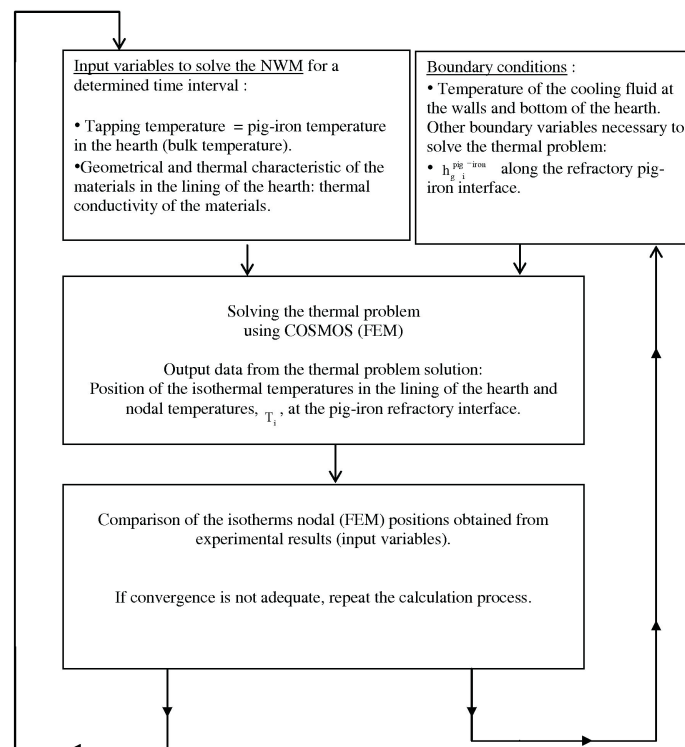 Input variables to solve the NWM for a
determined time interval :
• Tapping temperature = pig-iron temperature
in the hearth (bulk temperature).
•Geometrical and thermal characteristic of the
materials in the lining of the hearth: thermal
conductivity of the materials.
Boundary conditions :
• Temperature of the cooling fluid at
the walls and bottom of the hearth.
Other boundary variables necessary to
solve the thermal problem:
• h g i pig -iron along the refractory pig-
iron interface.
Solving the thermal problem
using COSMOS (FEM)
Output data from the thermal problem solution:
Position of the isothermal temperatures in the lining of the hearth and
nodal temperatures, T i , at the pig-iron refractory interface.
Comparison of the isotherms nodal (FEM) positions obtained from
experimental results (input variables).
If convergence is not adequate, repeat the calculation process.